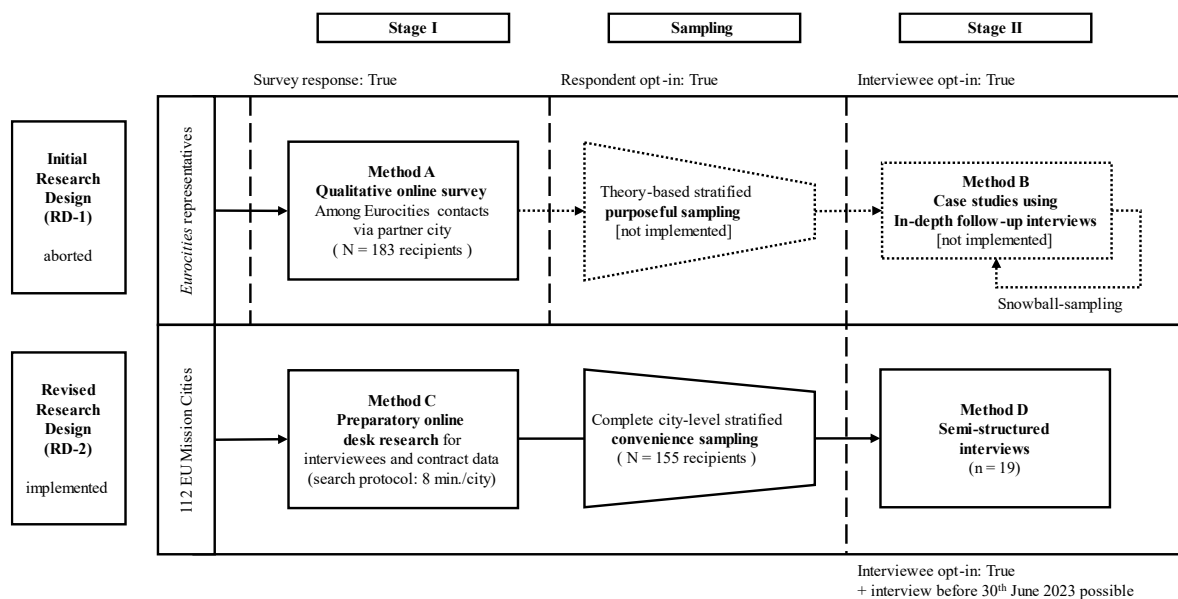 Stage I
Sampling
Stage II
Survey response: True
Respondent opt-in: True
Interviewee opt-in: True
Initial
Research
Design
(RD-1)
aborted
Eurocities representatives
Method A
Qualitative online survey
Among Eurocities contacts
via partner city
( N = 183 recipients )
Theory-based stratified
purposeful sampling
[not implemented]
Method B
Case studies using
In-depth follow-up interviews
[not implemented]
Snowball-sampling
Revised
Research
Design
(RD-2)
implemented
112 EU Mission Cities
Method C
Preparatory online
desk research for
interviewees and contract data
(search protocol: 8 min./city)
Complete city-level stratified
convenience sampling
( N = 155 recipients )
Method D
Semi-structured
interviews
(n = 19)
Interviewee opt-in: True
+ interview before 30th June 2023 possible